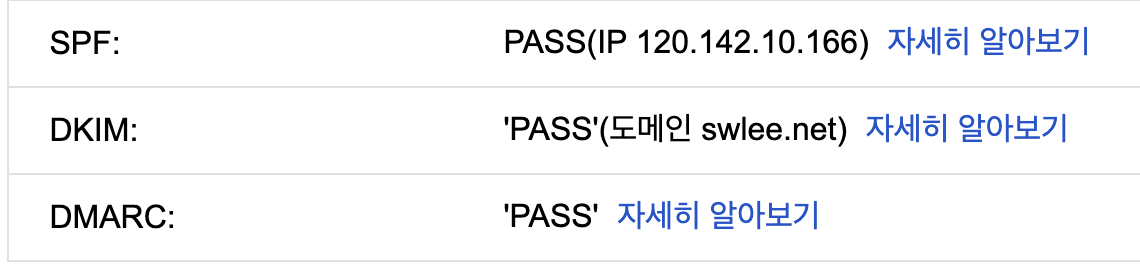 SPF: PASS(IP 120.142.10.166) 자세히 알아보기
DKIM: 'PASS'(도메인 swlee.net) 자세히 알아보기
DMARC: 'PASS' 자세히 알아보기